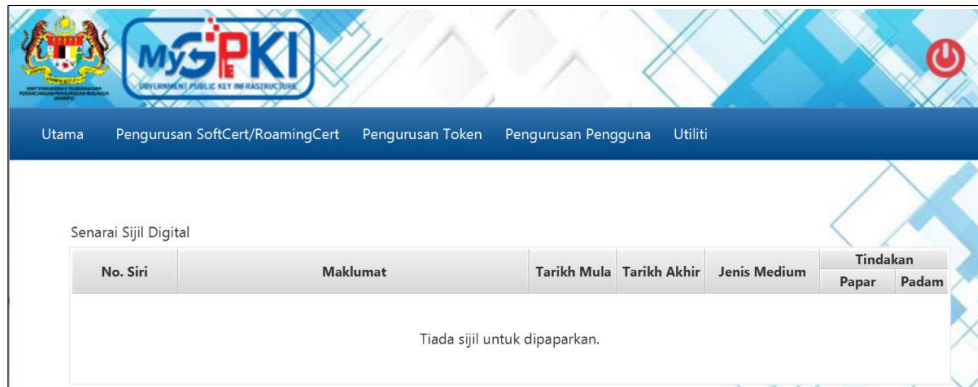 MyGPKI
GOVERNMENT PUBLIC KEY INFRASTRUCTURE
Utama Pengurusan SoftCert/RoamingCert Pengurusan Token Pengurusan Pengguna Utiliti
Senarai Sijil Digital
No. Siri Maklumat Tarikh Mula Tarikh Akhir Jenis Medium Tindakan
Papar Padam
Tiada sijil untuk dipaparkan.